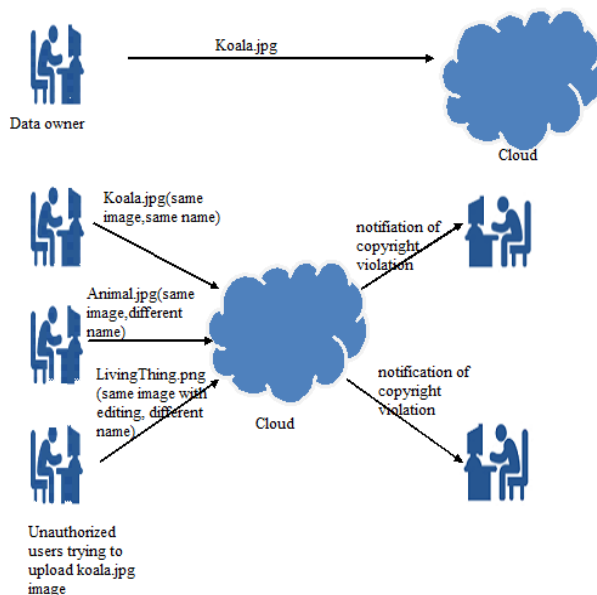 Koala.jpg
Data owner
Cloud
Koala.jpg(same
image,same name)
notifiation of
copyright
violation
Animal.jpg(same
image,different
name)
LivingThing.png
(same image with
editing, different
name)
Cloud
notification of
copyright
violation
Unauthorized
users trying to
upload koala.jpg
image